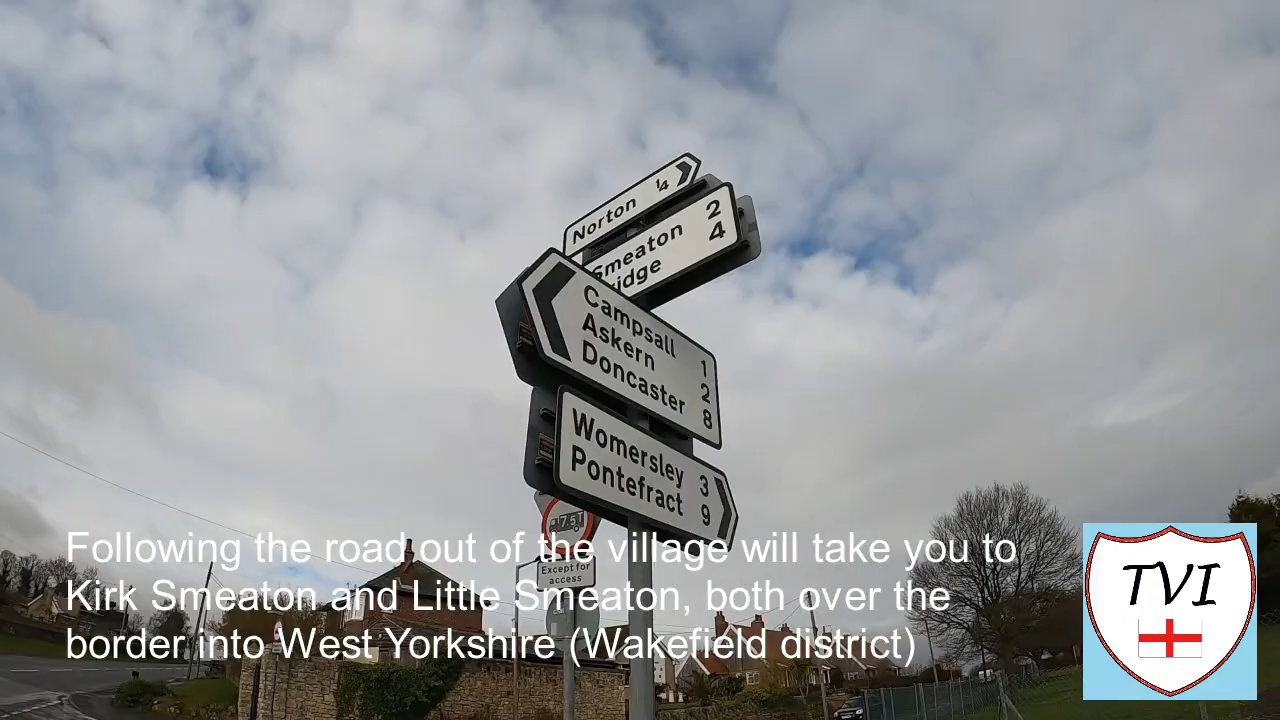 Norton ¼
Smeaton 2
4
Campsall 1
Askern 2
Doncaster 8
Womersley 3
Pontefract 9
7.5T
Except for
access
Following the road out of the village will take you to
Kirk Smeaton and Little Smeaton, both over the
border into West Yorkshire (Wakefield district)
TVI